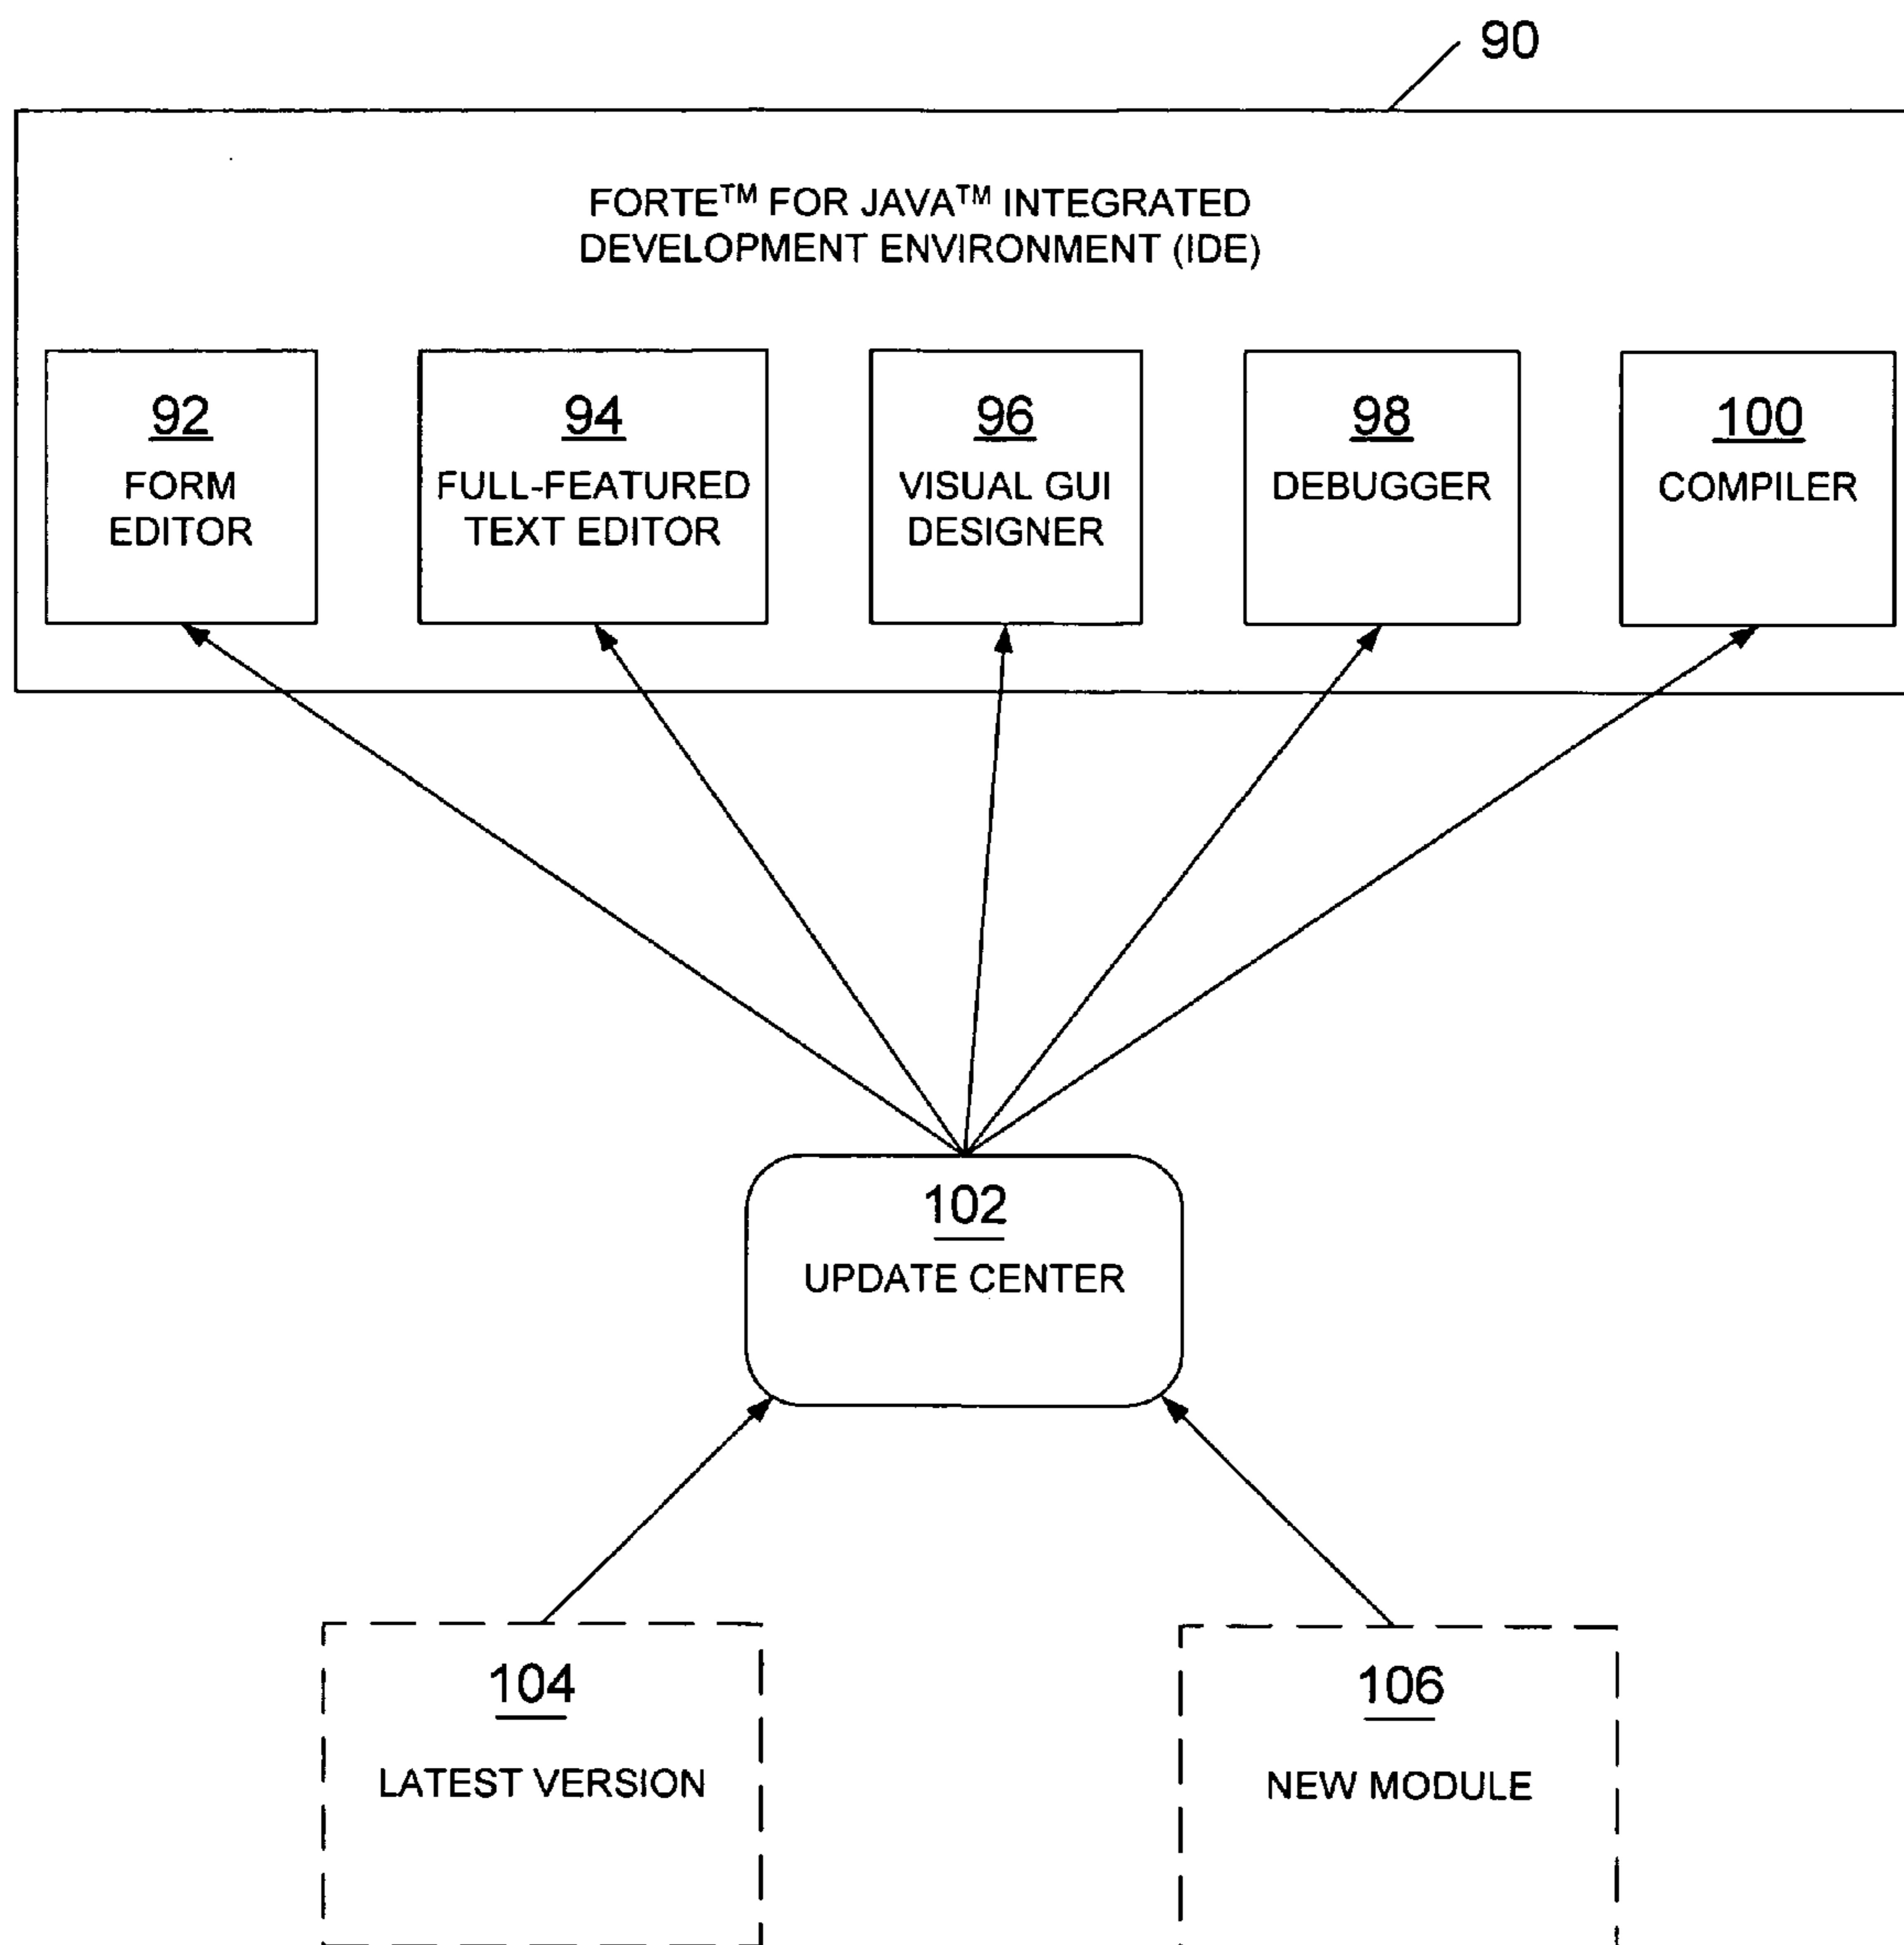 90
FORTE™ FOR JAVA™ INTEGRATED
DEVELOPMENT ENVIRONMENT (IDE)
92
FORM
EDITOR
94
FULL-FEATURED
TEXT EDITOR
96
VISUAL GUI
DESIGNER
98
DEBUGGER
100
COMPILER
102
UPDATE CENTER
104
LATEST VERSION
106
NEW MODULE